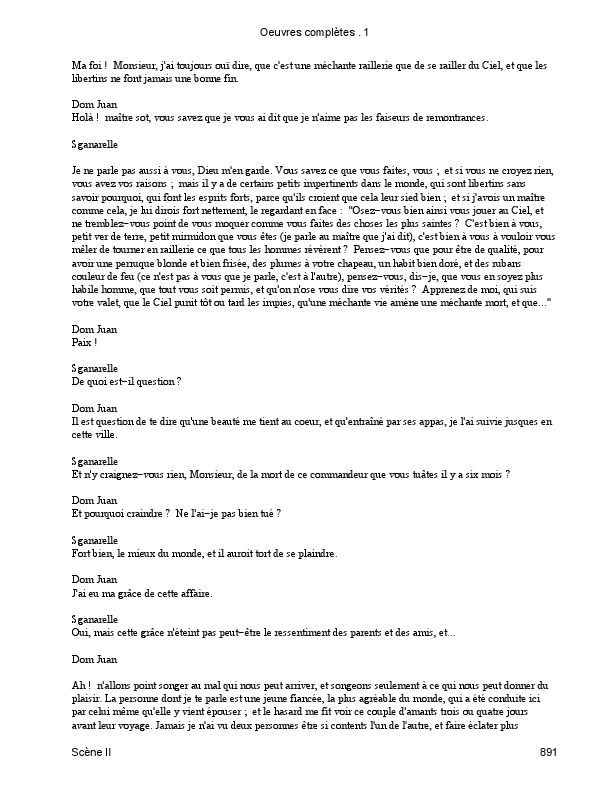 Oeuvres complètes . 1
Ma foi ! Monsieur, j'ai toujours ouï dire, que c'est une méchante raillerie que de se railler du Ciel, et que les
libertins ne font jamais une bonne fin.
Dom Juan
Holà ! maître sot, vous savez que je vous ai dit que je n'aime pas les faiseurs de remontrances.
Sganarelle
Je ne parle pas aussi à vous, Dieu m'en garde. Vous savez ce que vous faites, vous ; et si vous ne croyez rien,
vous avez vos raisons ; mais il y a de certains petits impertinents dans le monde, qui sont libertins sans
savoir pourquoi, qui font les esprits forts, parce qu'ils croient que cela leur sied bien ; et si j'avois un maître
comme cela, je lui dirois fort nettement, le regardant en face : "Osez-vous bien ainsi vous jouer au Ciel, et
ne tremblez-vous point de vous moquer comme vous faites des choses les plus saintes ? C'est bien à vous,
petit ver de terre, petit mirmidon que vous êtes (je parle au maître que j'ai dit), c'est bien à vous à vouloir vous
mêler de tourner en raillerie ce que tous les hommes révèrent ? Pensez-vous que pour être de qualité, pour
avoir une perruque blonde et bien frisée, des plumes à votre chapeau, un habit bien doré, et des rubans
couleur de feu (ce n'est pas à vous que je parle, c'est à l'autre), pensez-vous, dis-je, que vous en soyez plus
habile homme, que tout vous soit permis, et qu'on n'ose vous dire vos vérités ? Apprenez de moi, qui suis
votre valet, que le Ciel punit tôt ou tard les impies, qu'une méchante vie amène une méchante mort, et que..."
Dom Juan
Paix !
Sganarelle
De quoi est-il question ?
Dom Juan
Il est question de te dire qu'une beauté me tient au coeur, et qu'entraîné par ses appas, je l'ai suivie jusques en
cette ville.
Sganarelle
Et n'y craignez-vous rien, Monsieur, de la mort de ce commandeur que vous tuâtes il y a six mois ?
Dom Juan
Et pourquoi craindre ? Ne l'ai-je pas bien tué ?
Sganarelle
Fort bien, le mieux du monde, et il auroit tort de se plaindre.
Dom Juan
J'ai eu ma grâce de cette affaire.
Sganarelle
Oui, mais cette grâce n'éteint pas peut-être le ressentiment des parents et des amis, et...
Dom Juan
Ah ! n'allons point songer au mal qui nous peut arriver, et songeons seulement à ce qui nous peut donner du
plaisir. La personne dont je te parle est une jeune fiancée, la plus agréable du monde, qui a été conduite ici
par celui même qu'elle y vient épouser ; et le hasard me fit voir ce couple d'amants trois ou quatre jours
avant leur voyage. Jamais je n'ai vu deux personnes être si contents l'un de l'autre, et faire éclater plus
Scène II 891